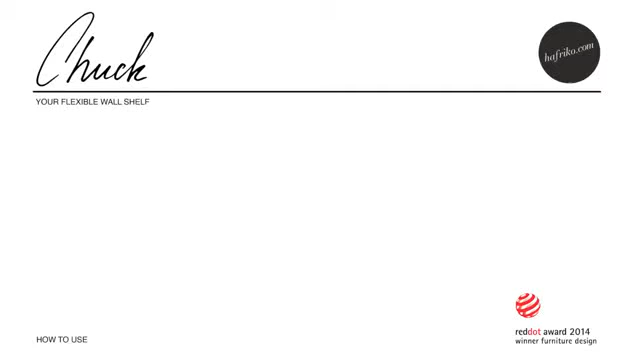 Chuck
hafriko.com
YOUR FLEXIBLE WALL SHELF
HOW TO USE
reddot award 2014
winner furniture design